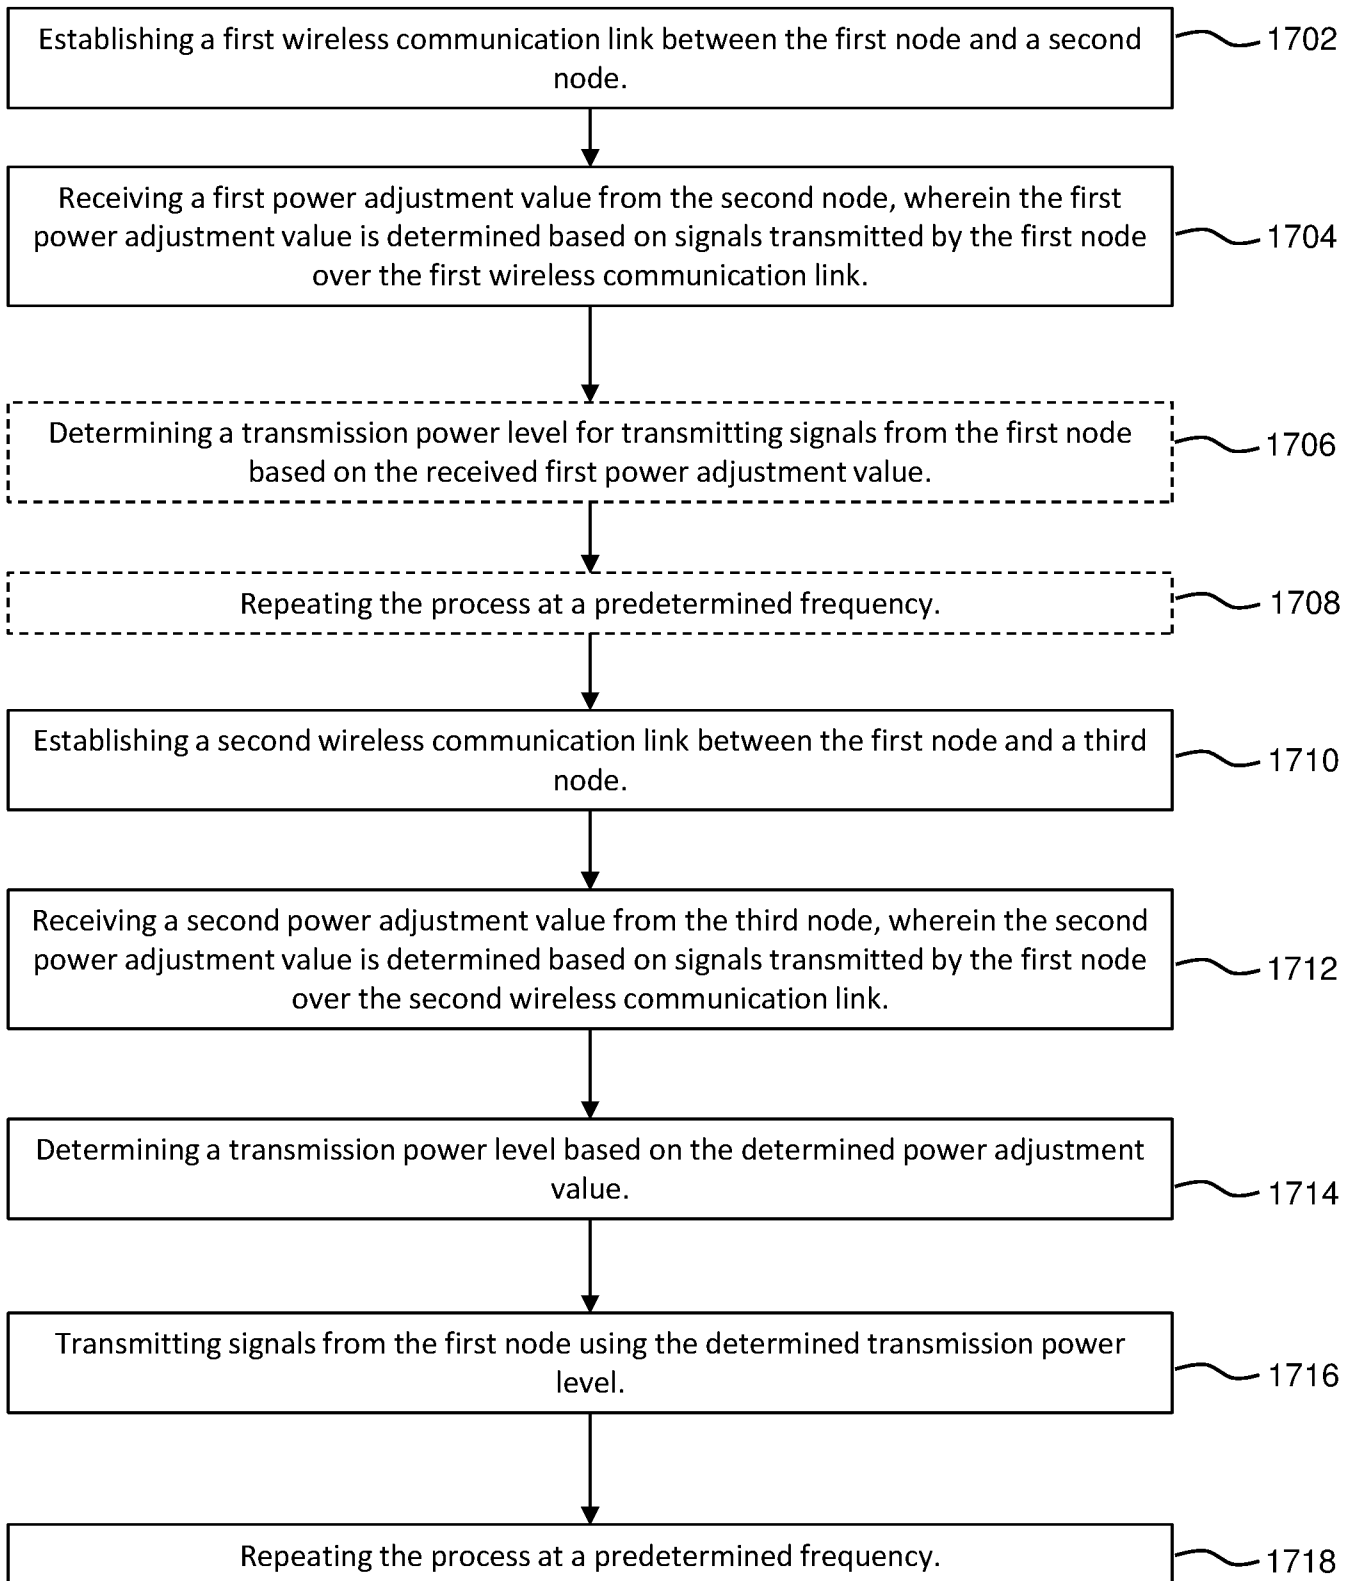 Establishing a first wireless communication link between the first node and a second
node.
1702
Receiving a first power adjustment value from the second node, wherein the first
power adjustment value is determined based on signals transmitted by the first node
over the first wireless communication link.
1704
Determining a transmission power level for transmitting signals from the first node
based on the received first power adjustment value.
1706
Repeating the process at a predetermined frequency.
1708
Establishing a second wireless communication link between the first node and a third
node.
1710
Receiving a second power adjustment value from the third node, wherein the second
power adjustment value is determined based on signals transmitted by the first node
over the second wireless communication link.
1712
Determining a transmission power level based on the determined power adjustment
value.
1714
Transmitting signals from the first node using the determined transmission power
level.
1716
Repeating the process at a predetermined frequency.
1718